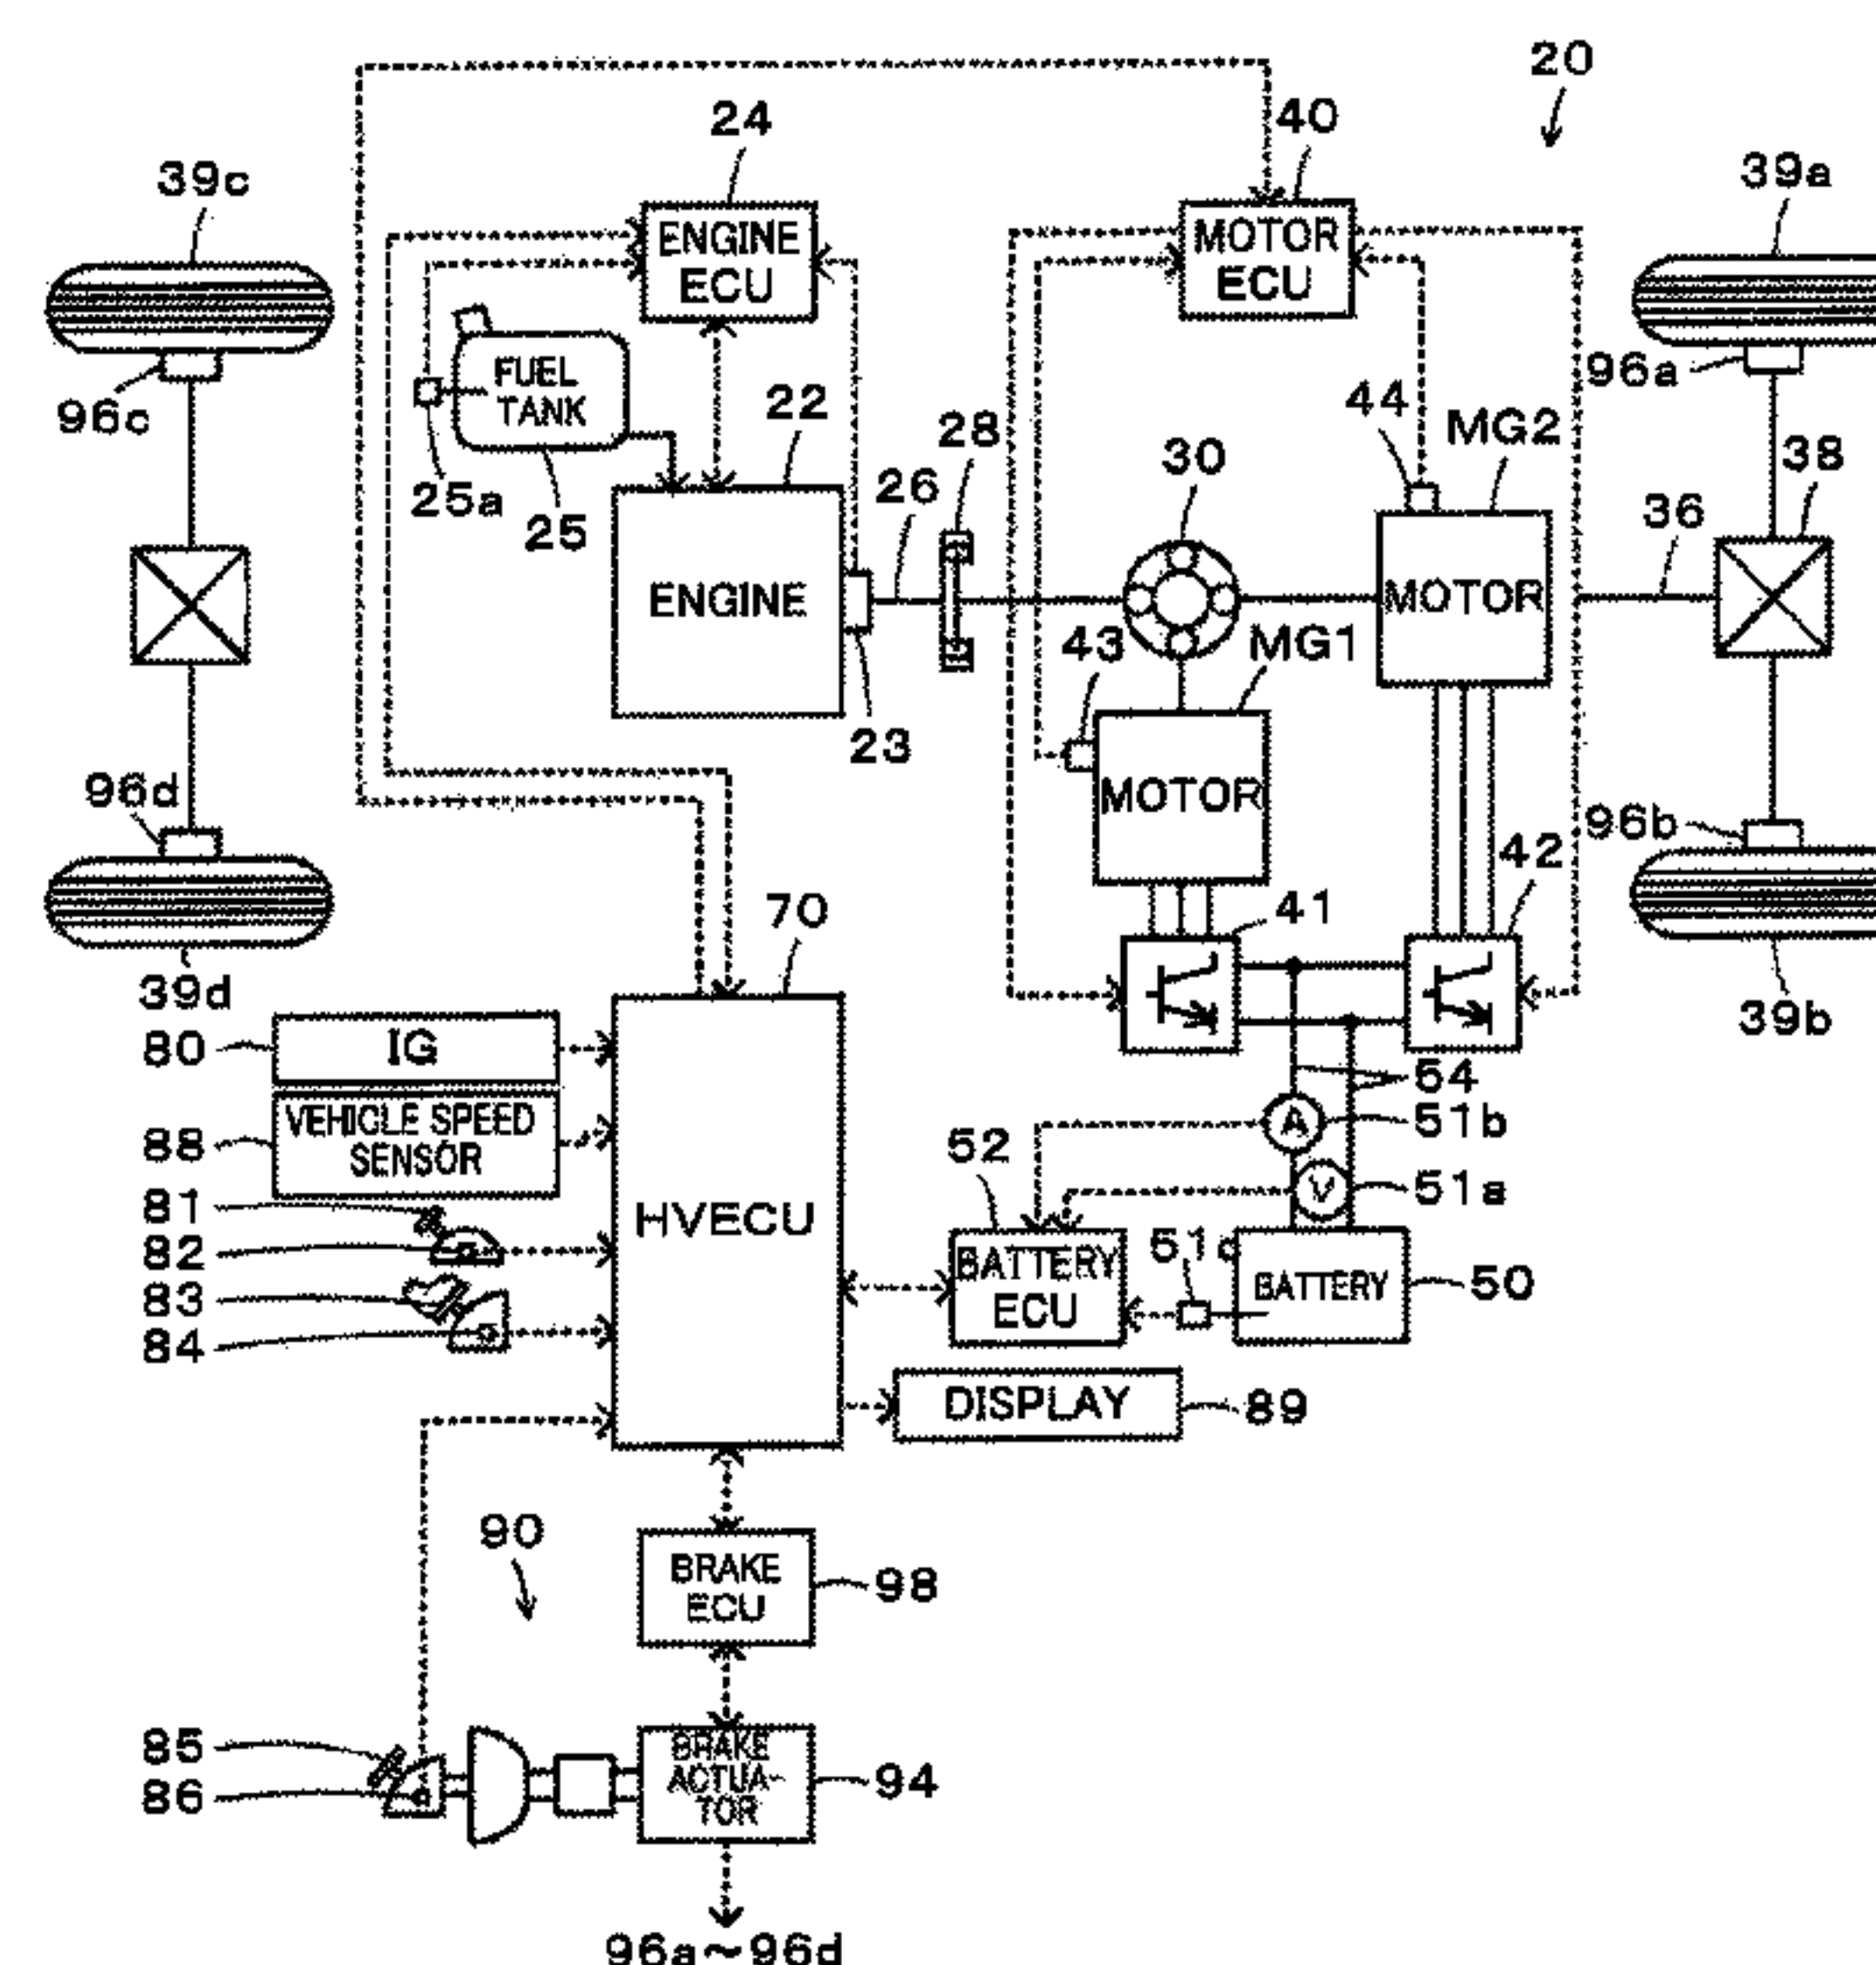 20
24
40
39c
39a
ENGINE
ECU
MOTOR
ECU
96c
FUEL
TANK
22
28
30
44
MG2
96a
38
25a
25
26
36
ENGINE
MOTOR
43
MG1
23
MOTOR
96d
96b
42
70
41
39d
39b
80
IG
54
88
VEHICLE SPEED
SENSOR
A
51b
52
V
51a
81
HVECU
82
BATTERY
ECU
51c
BATTERY
50
83
84
DISPLAY
89
90
BRAKE
ECU
98
85
BRAKE
ACTUA-
TOR
94
86
96a~96d